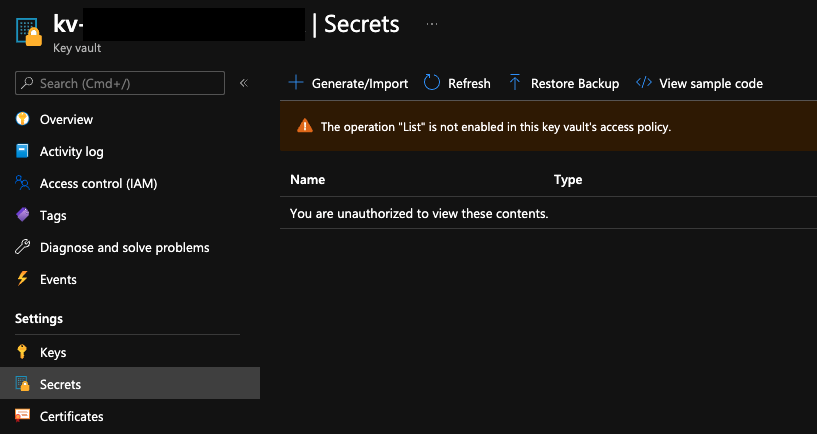 kv- | Secrets ...
Key vault
Search (Cmd+/) «
Generate/Import Refresh Restore Backup View sample code
Overview
The operation "List" is not enabled in this key vault's access policy.
Activity log
Access control (IAM)
Name Type
Tags
You are unauthorized to view these contents.
Diagnose and solve problems
Events
Settings
Keys
Secrets
Certificates